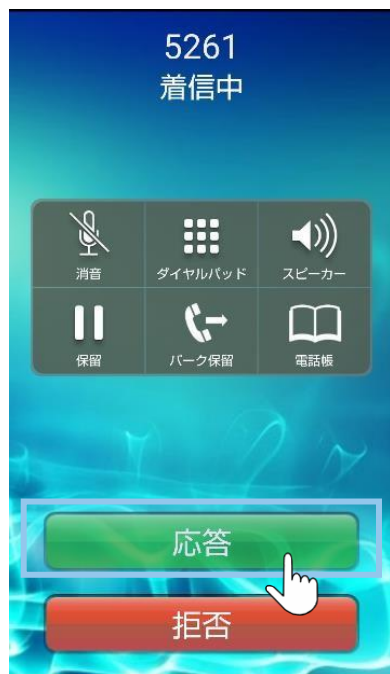 5261
着信中
消音 ダイヤルパッド スピーカー
保留 パーク保留 電話帳
応答
拒否